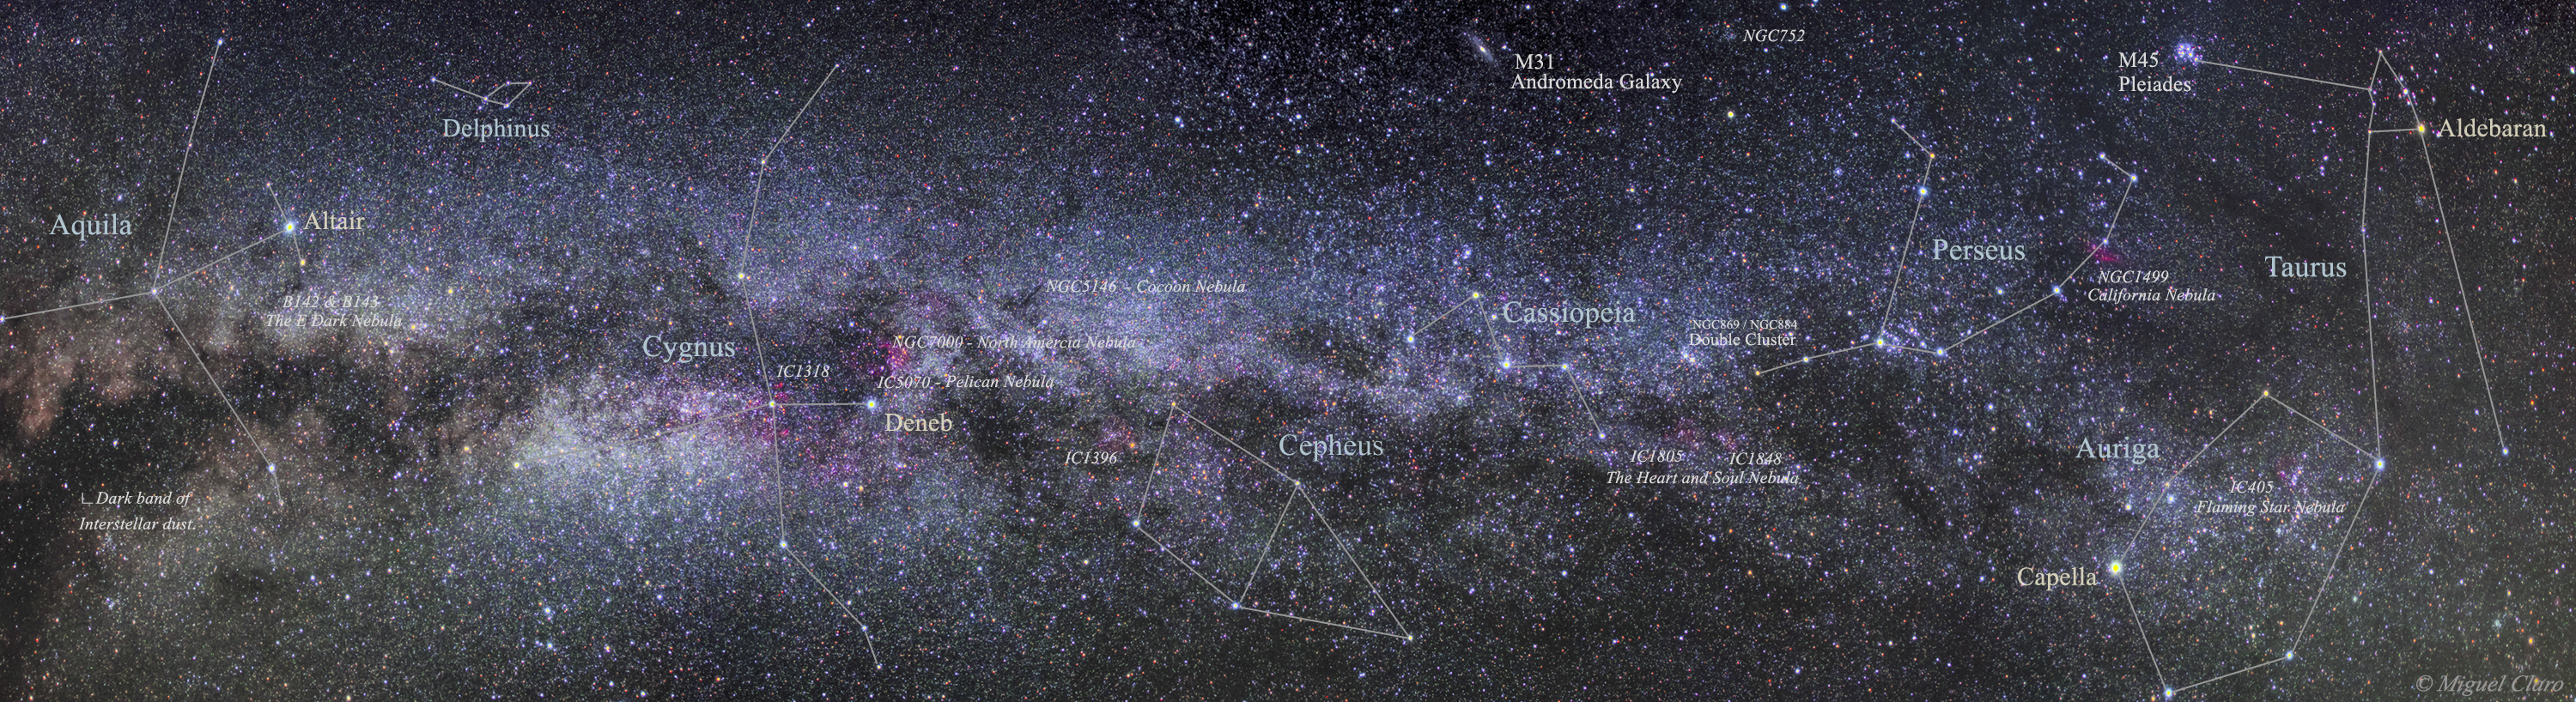 NGC752
M31
Andromeda Galaxy
M45
Pleiades
Delphinus
Aldebaran
Aquila
Altair
Perseus
Taurus
NGC1499
California Nebula
B142 & B143
The E Dark Nebula
NGC5146 - Cocoon Nebula
Cassiopeia
NGC869 / NGC884
Double Cluster
Cygnus
NGC7000 - North Amercia Nebula
IC1318
IC5070 - Pelican Nebula
Deneb
Cepheus
IC1396
IC1805
IC1848
The Heart and Soul Nebula
Auriga
IC405
Flaming Star Nebula
Dark band of
Interstellar dust.
Capella
© Miguel Claro